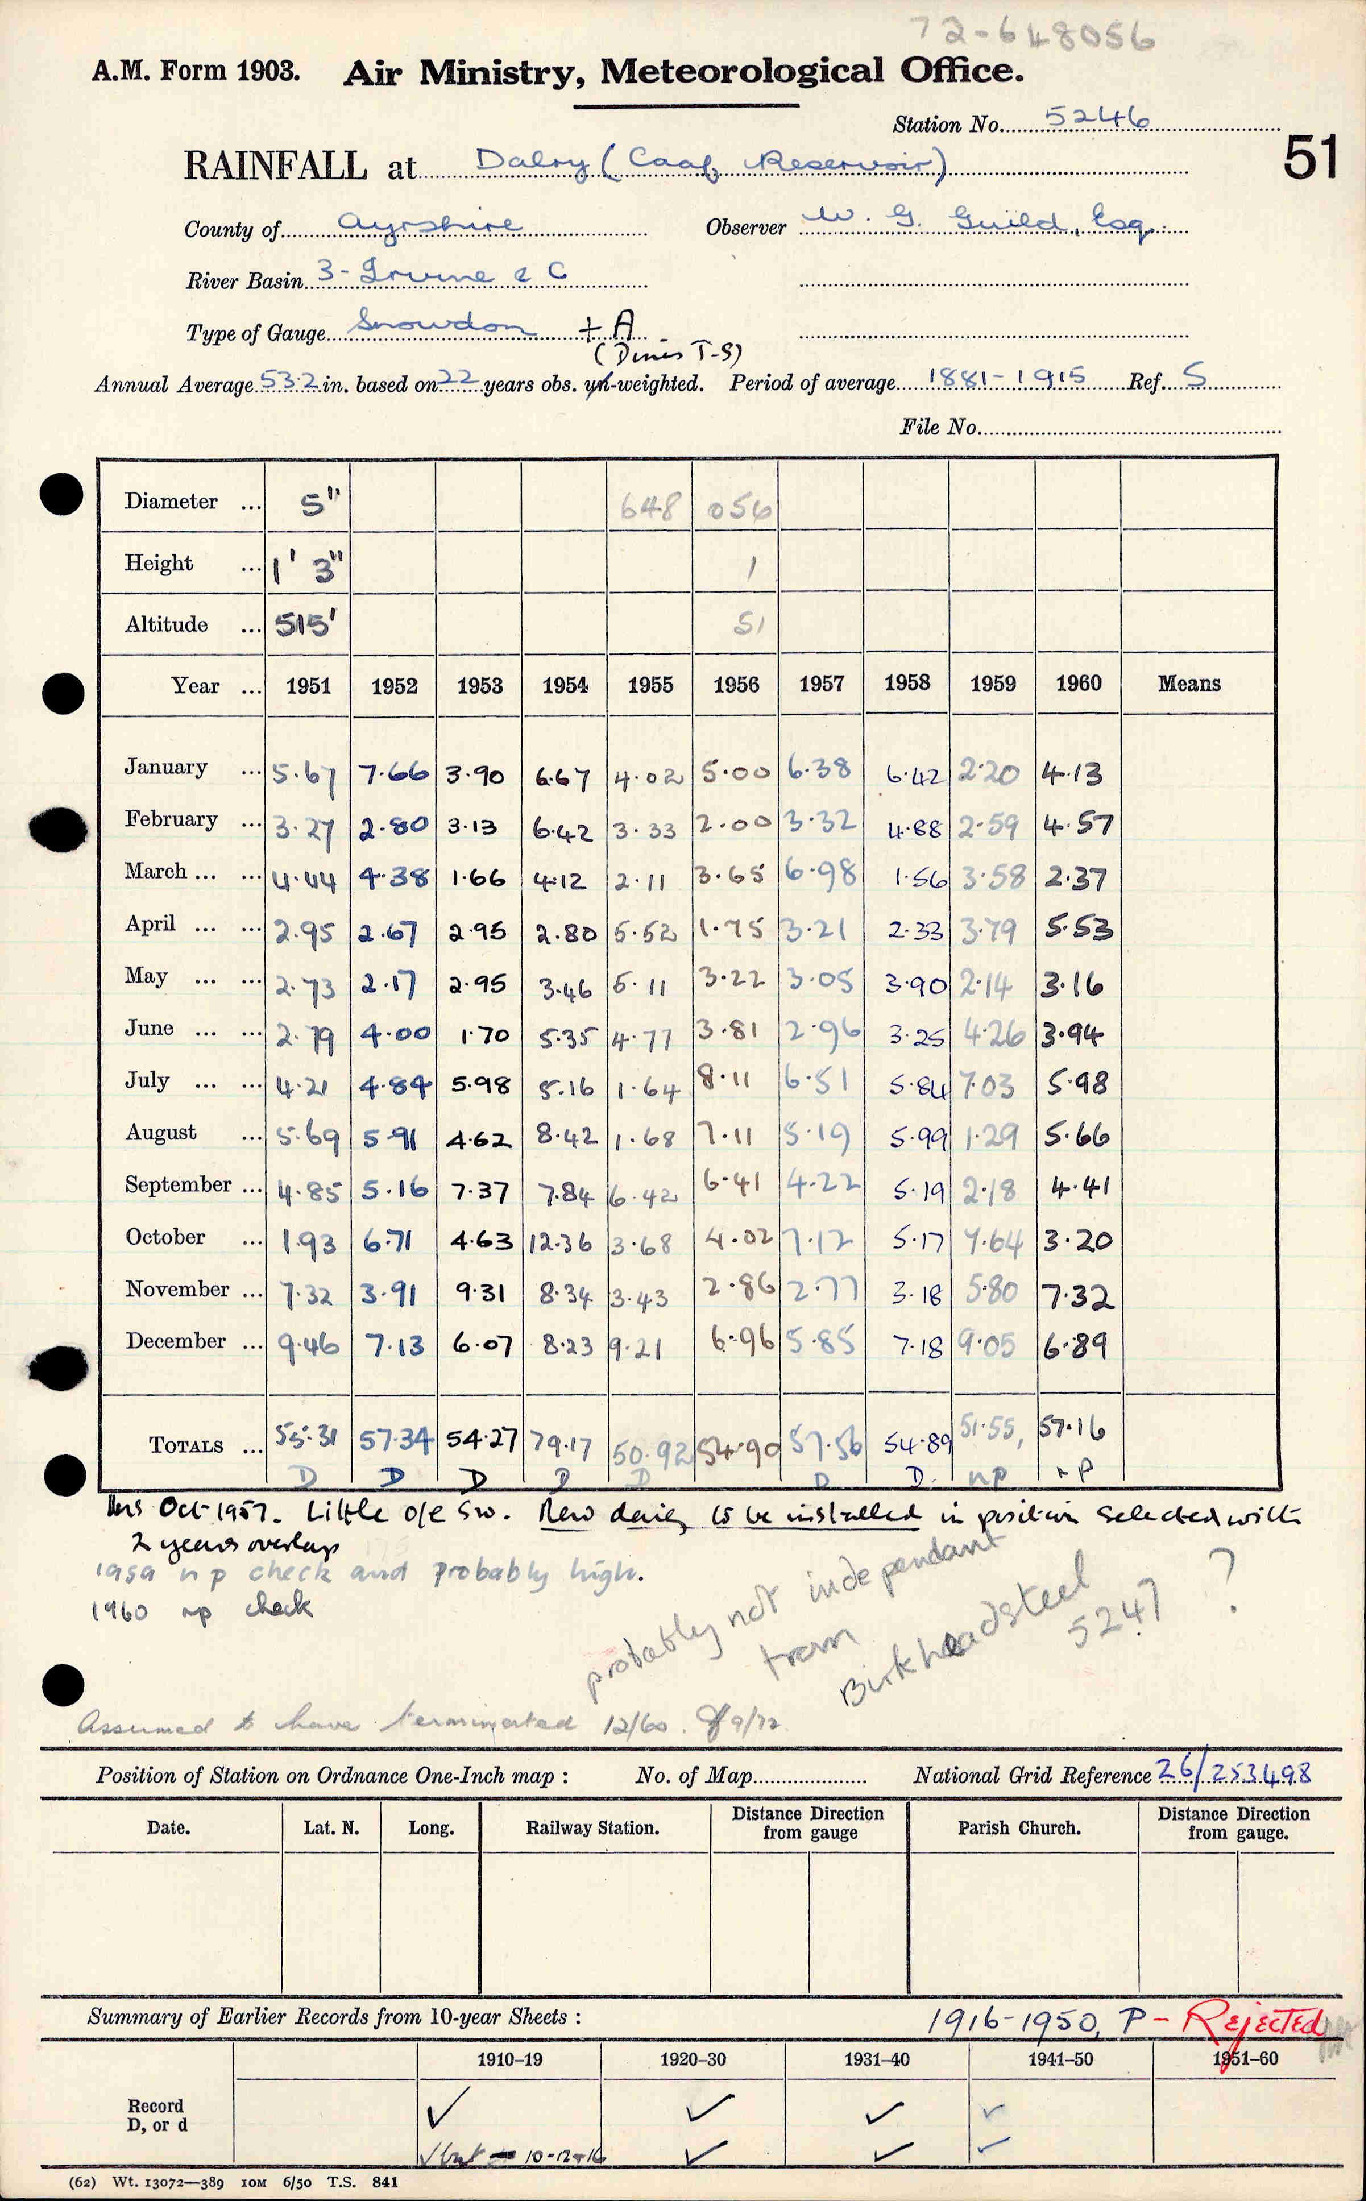 72-648056
A.M. Form 1903. Air Ministry, Meteorological Office.
Station No. 5246
51
RAINFALL at Dalry (Caaf Reservoir)
County of Ayrshire Observer W. G. Guild, Esq.
River Basin 3- Irvine & C
Type of Gauge Snowdon + A
(Dines T-S)
Annual Average 53.2 in. based on 22 years obs. un-weighted. Period of average 1881-1915 Ref. S
File No.
Diameter ... 5" 648 056
Height ... 1' 3" 1
Altitude ... 515' 51
Year ... 1951 1952 1953 1954 1955 1956 1957 1958 1959 1960 Means
January ... 5.67 7.66 3.90 6.67 4.02 5.00 6.38 6.42 2.20 4.13
February ... 3.27 2.80 3.13 6.42 3.33 2.00 3.32 4.88 2.59 4.57
March ... ... 4.44 4.38 1.66 4.12 2.11 3.65 6.98 1.56 3.58 2.37
April ... ... 2.95 2.67 2.95 2.80 5.52 1.75 3.21 2.33 3.79 5.53
May ... ... 2.73 2.17 2.95 3.46 5.11 3.22 3.05 3.90 2.14 3.16
June ... ... 2.79 4.00 1.70 5.35 4.77 3.81 2.96 3.25 4.26 3.94
July ... ... 4.21 4.84 5.98 5.16 1.64 8.11 6.51 5.84 7.03 5.98
August ... 5.69 5.91 4.62 8.42 1.68 7.11 5.19 5.99 1.29 5.66
September ... 4.85 5.16 7.37 7.84 6.42 6.41 4.22 5.19 2.18 4.41
October ... 1.93 6.71 4.63 12.36 3.68 4.02 7.12 5.17 7.64 3.20
November ... 7.32 3.91 9.31 8.34 3.43 2.86 2.77 3.18 5.80 7.32
December ... 9.46 7.13 6.07 8.23 9.21 6.96 5.85 7.18 9.05 6.89
TOTALS ... 55.31 57.34 54.27 79.17 50.92 54.90 57.56 54.89 51.55, 57.16
D D D D D D D. np np
Ins Oct 1957. Little o/e SW. New daily to be installed in position selected with
2 years overlap
1959 np check and probably high.
1960 np check
probably not independant
from
Birkheadsteel
5247 ?
Assumed to have terminated 12/60. 9/72
Position of Station on Ordnance One-Inch map : No. of Map National Grid Reference 26/253498
Date. Lat. N. Long. Railway Station. Distance Direction from gauge Parish Church. Distance Direction from gauge.
Summary of Earlier Records from 10-year Sheets : 1916-1950, P - Rejected
1910-19 1920-30 1931-40 1941-50 1951-60
Record
D, or d ✓ ✓ ✓ ✓
✓ but - 10-12-16 ✓ ✓ ✓
(62) Wt. 13072—389 10M 6/50 T.S. 841